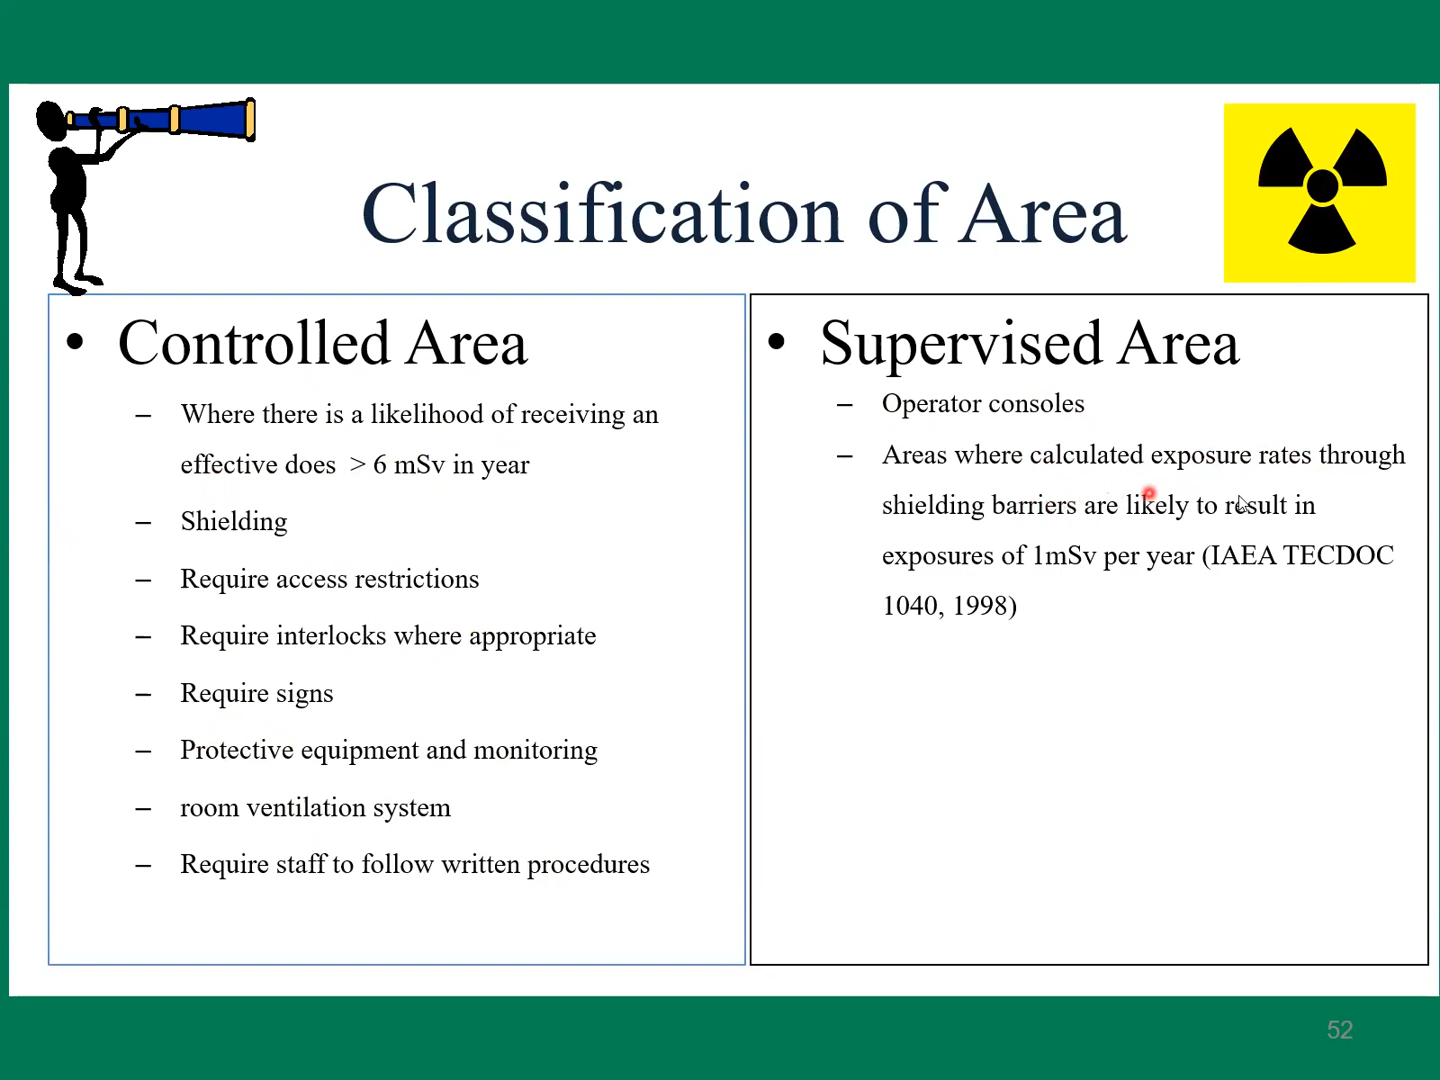 Classification of Area
• Controlled Area
– Where there is a likelihood of receiving an
effective does > 6 mSv in year
– Shielding
– Require access restrictions
– Require interlocks where appropriate
– Require signs
– Protective equipment and monitoring
– room ventilation system
– Require staff to follow written procedures
• Supervised Area
– Operator consoles
– Areas where calculated exposure rates through
shielding barriers are likely to result in
exposures of 1mSv per year (IAEA TECDOC
1040, 1998)
52